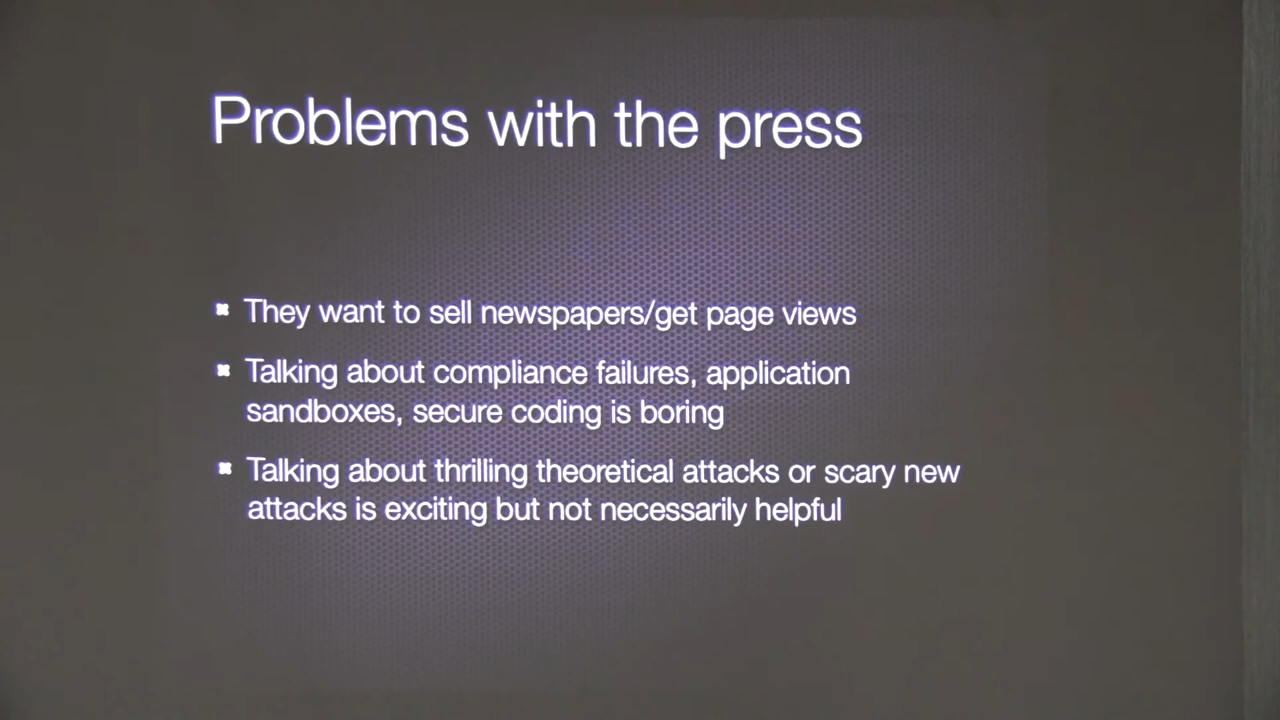 Problems with the press
They want to sell newspapers/get page views
Talking about compliance failures, application
sandboxes, secure coding is boring
Talking about thrilling theoretical attacks or scary new
attacks is exciting but not necessarily helpful